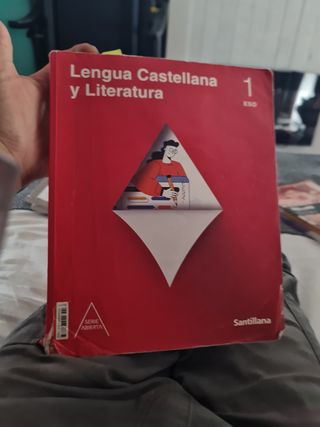 Lengua Castellana
y Literatura
1
ESO
SERIE
ABIERTA
Santillana